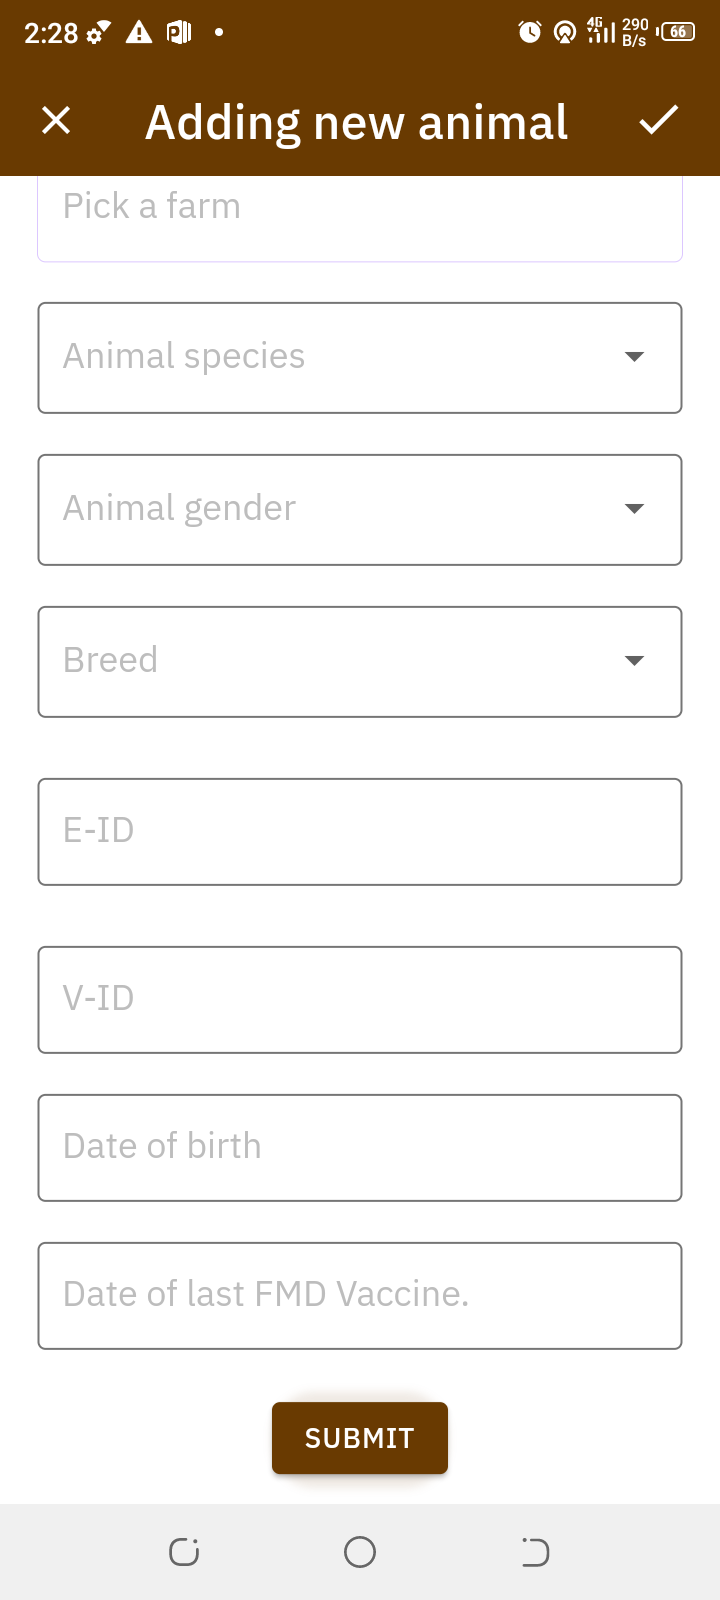 2:28
4G
290
B/s
66
Adding new animal
Pick a farm
Animal species
Animal gender
Breed
E-ID
V-ID
Date of birth
Date of last FMD Vaccine.
SUBMIT